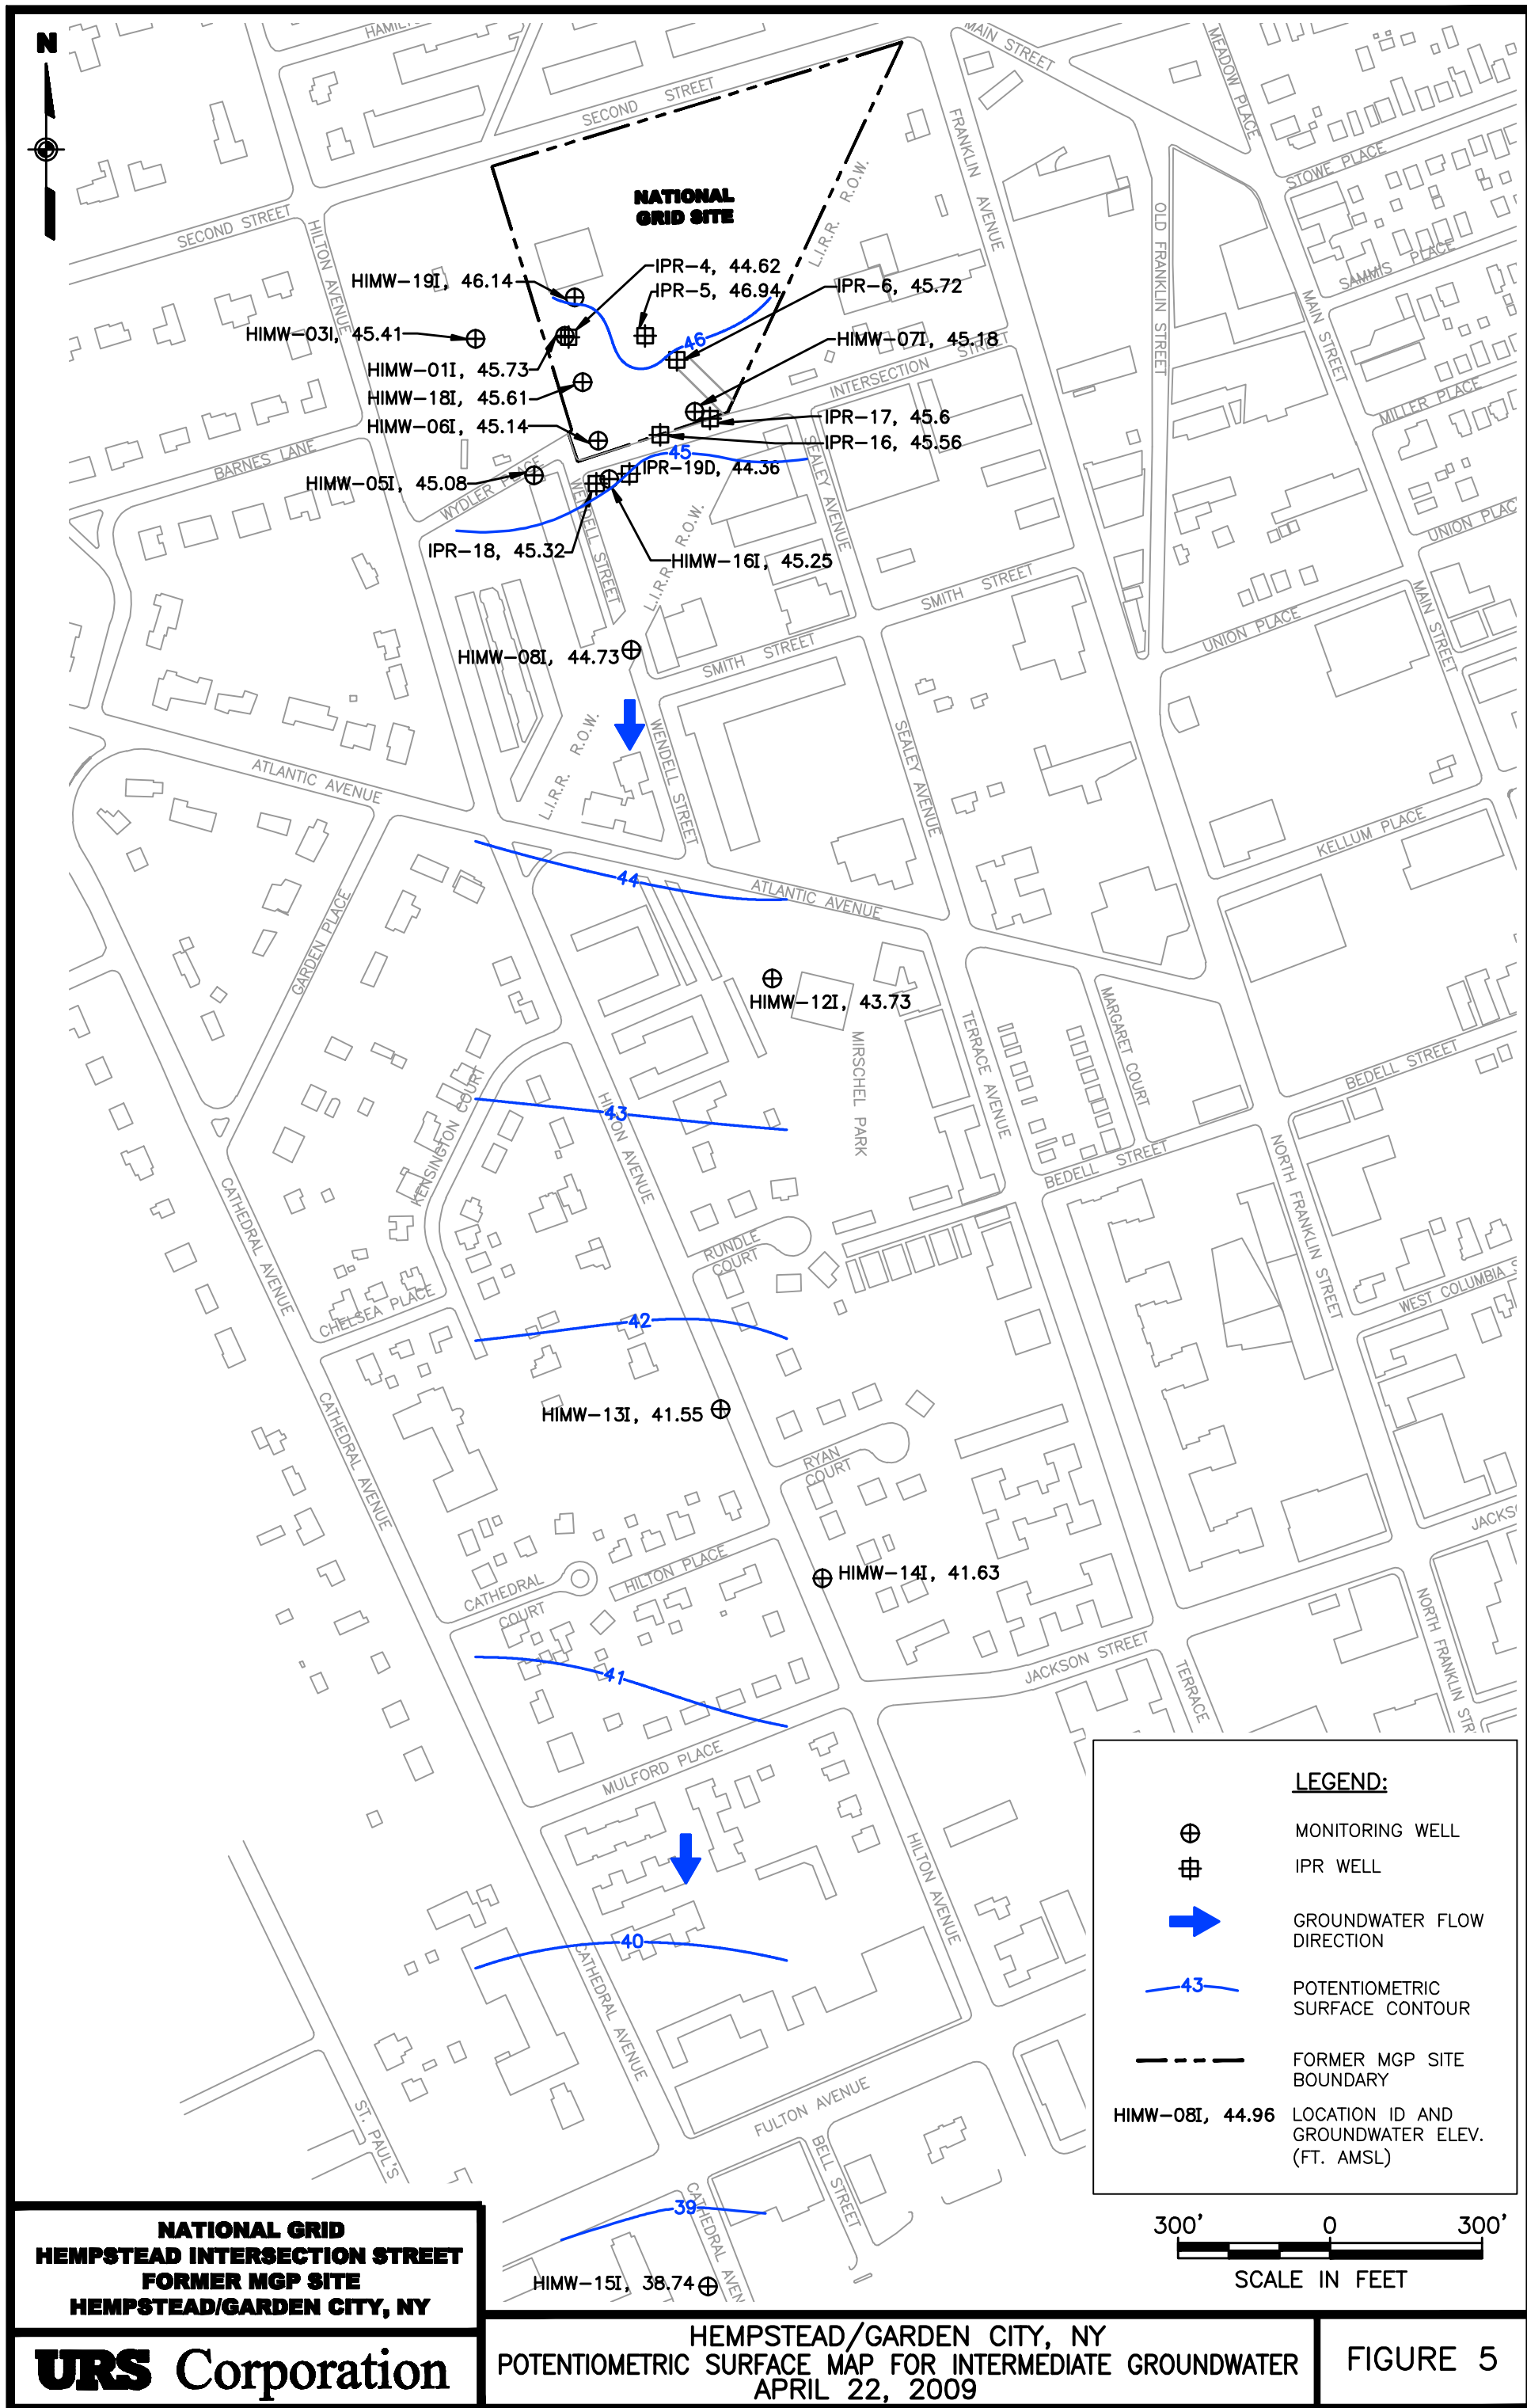 N
HAMIL
SECOND STREET
MAIN STREET
MEADOW PLACE
FRANKLIN AVENUE
STOWE PLACE
NATIONAL
GRID SITE
L.I.R.R. R.O.W.
OLD FRANKLIN STREET
SECOND STREET
HILTON AVENUE
SAMMIS PLACE
MAIN STREET
HIMW-19I, 46.14
IPR-4, 44.62
IPR-5, 46.94
IPR-6, 45.72
HIMW-03I, 45.41
46
HIMW-07I, 45.18
INTERSECTION STREET
HIMW-01I, 45.73
HIMW-18I, 45.61
HIMW-06I, 45.14
IPR-17, 45.6
IPR-16, 45.56
MILLER PLACE
BARNES LANE
45
IPR-19D, 44.36
SEALEY AVENUE
HIMW-05I, 45.08
WYDLER PLACE
WENDELL STREET
L.I.R.R. R.O.W.
UNION PLAC
IPR-18, 45.32
HIMW-16I, 45.25
SMITH STREET
MAIN STREET
UNION PLACE
HIMW-08I, 44.73
SMITH STREET
L.I.R.R. R.O.W.
WENDELL STREET
SEALEY AVENUE
ATLANTIC AVENUE
KELLUM PLACE
44
ATLANTIC AVENUE
GARDEN PLACE
HIMW-12I, 43.73
MIRSCHEL PARK
TERRACE AVENUE
MARGARET COURT
BEDELL STREET
KENSINGTON COURT
43
HILTON AVENUE
BEDELL STREET
NORTH FRANKLIN STREET
CATHEDRAL AVENUE
RUNDLE
COURT
CHELSEA PLACE
WEST COLUMBIA S
42
CATHEDRAL AVENUE
HIMW-13I, 41.55
RYAN
COURT
JACKS
HILTON PLACE
HIMW-14I, 41.63
CATHEDRAL
COURT
NORTH FRANKLIN STR
41
JACKSON STREET
TERRACE
MULFORD PLACE
HILTON AVENUE
40
CATHEDRAL AVENUE
FULTON AVENUE
ST. PAUL'S
BELL STREET
CATHEDRAL AVEN
39
HIMW-15I, 38.74
LEGEND:
MONITORING WELL
IPR WELL
GROUNDWATER FLOW
DIRECTION
43
POTENTIOMETRIC
SURFACE CONTOUR
FORMER MGP SITE
BOUNDARY
HIMW-08I, 44.96
LOCATION ID AND
GROUNDWATER ELEV.
(FT. AMSL)
300' 0 300'
SCALE IN FEET
NATIONAL GRID
HEMPSTEAD INTERSECTION STREET
FORMER MGP SITE
HEMPSTEAD/GARDEN CITY, NY
URS Corporation
HEMPSTEAD/GARDEN CITY, NY
POTENTIOMETRIC SURFACE MAP FOR INTERMEDIATE GROUNDWATER
APRIL 22, 2009
FIGURE 5